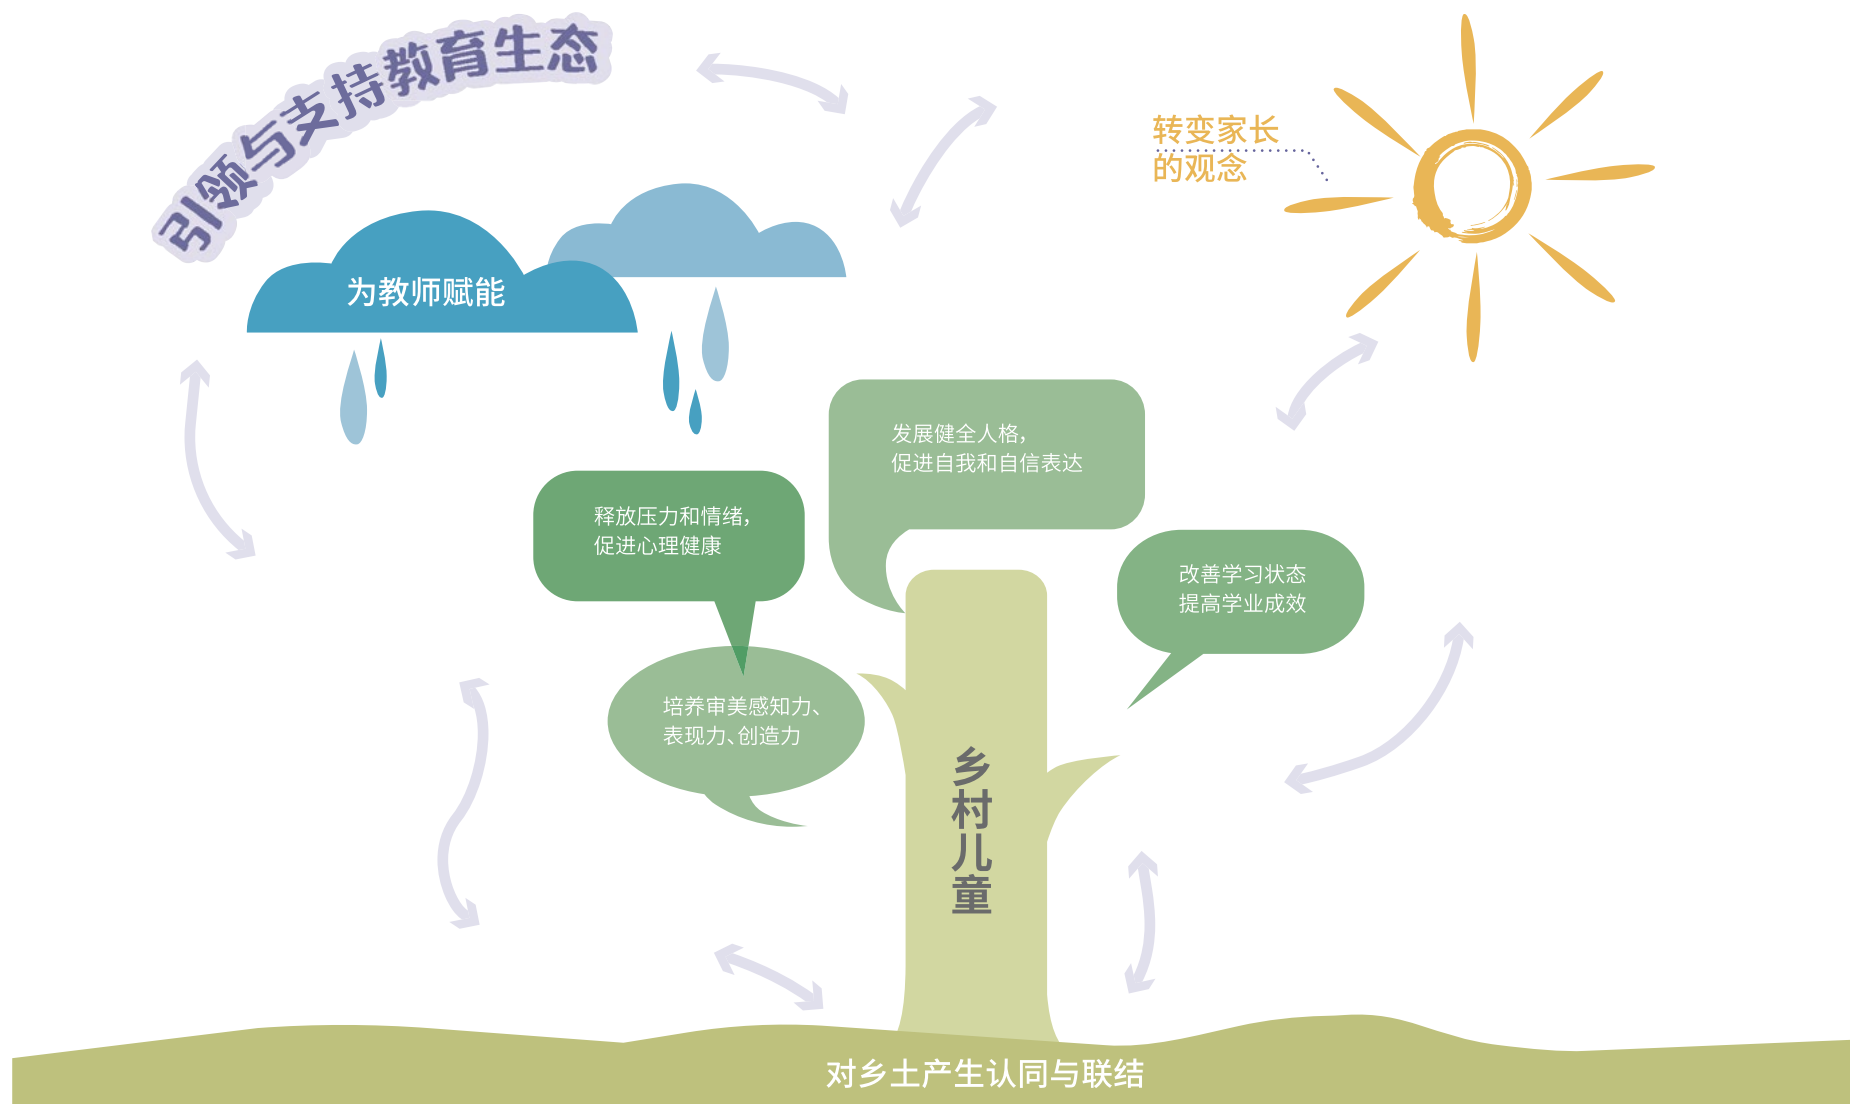 引领与支持教育生态
转变家长
的观念
为教师赋能
发展健全人格，
促进自我和自信表达
释放压力和情绪，
促进心理健康
改善学习状态
提高学业成效
培养审美感知力、
表现力、创造力
乡村儿童
对乡土产生认同与联结